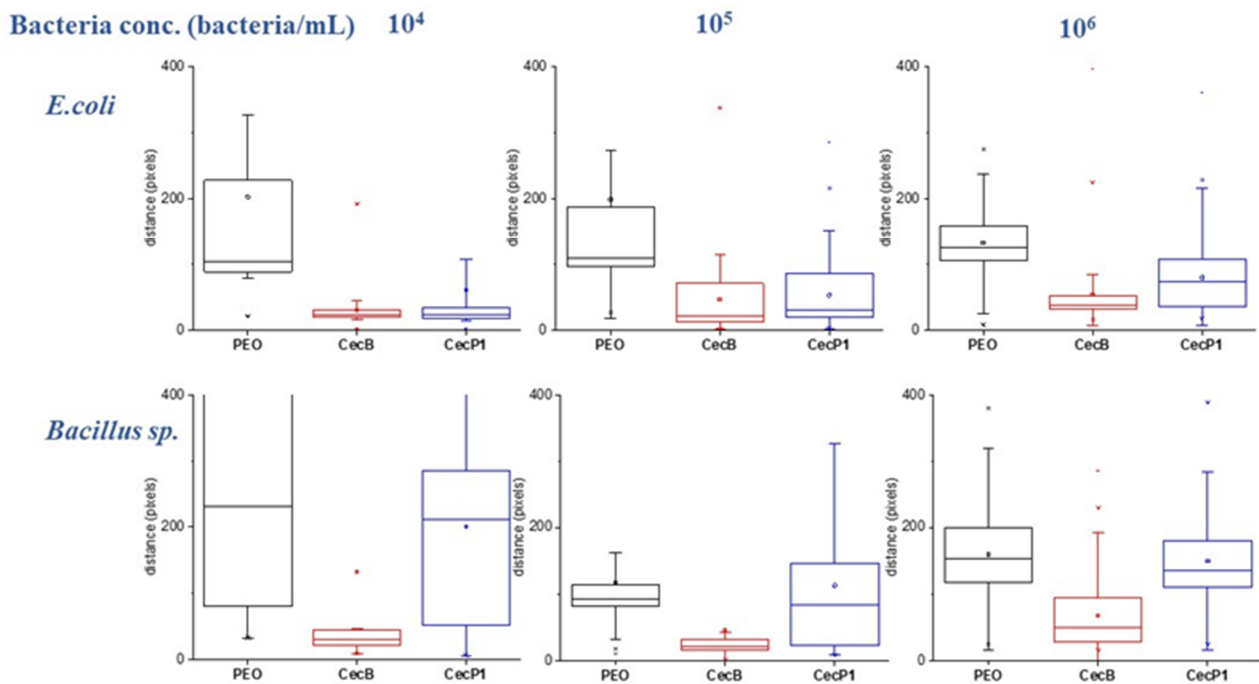 Bacteria conc. (bacteria/mL) 10⁴ 10⁵ 10⁶
E.coli
400 400 400
200 200 200
0 0 0
distance (pixels) distance (pixels) distance (pixels)
PEO CecB CecP1 PEO CecB CecP1 PEO CecB CecP1
Bacillus sp.
400 400 400
200 200 200
0 0 0
distance (pixels) distance (pixels) distance (pixels)
PEO CecB CecP1 PEO CecB CecP1 PEO CecB CecP1